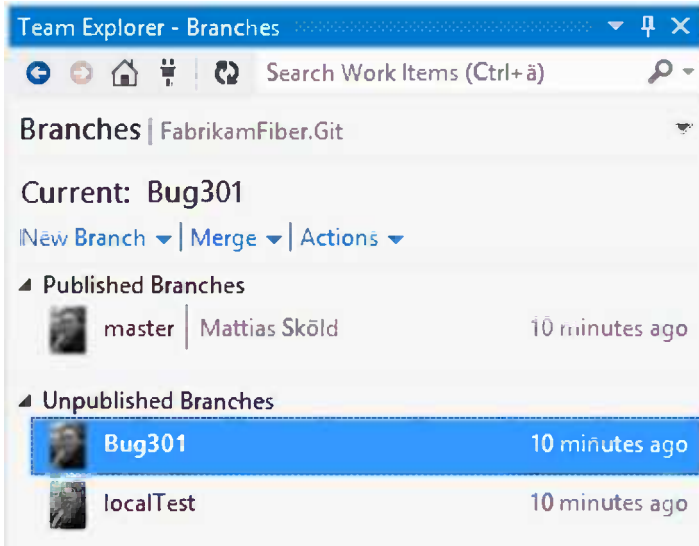 Team Explorer - Branches
Search Work Items (Ctrl+ä)
Branches | FabrikamFiber.Git
Current: Bug301
New Branch | Merge | Actions
Published Branches
master | Mattias Sköld 10 minutes ago
Unpublished Branches
Bug301 10 minutes ago
localTest 10 minutes ago